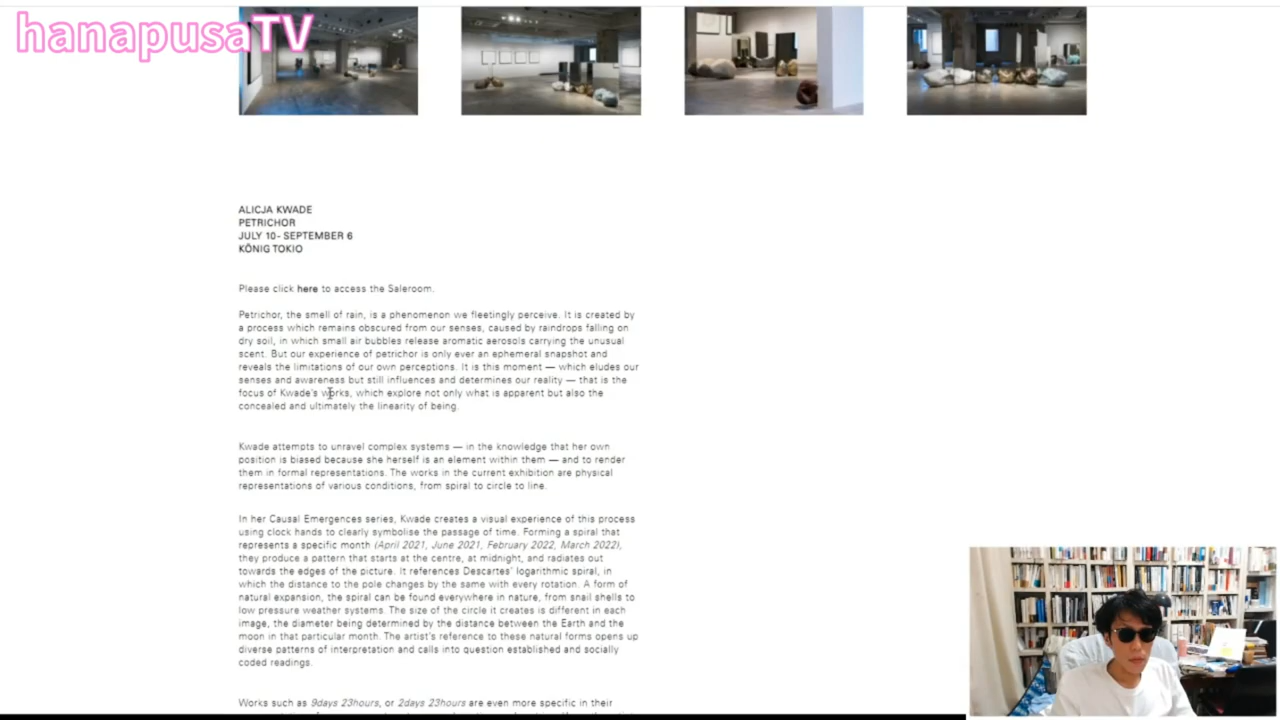 hanapusaTV
ALICJA KWADE
PETRICHOR
JULY 10- SEPTEMBER 6
KÖNIG TOKIO
Please click here to access the Saleroom.
Petrichor, the smell of rain, is a phenomenon we fleetingly perceive. It is created by
a process which remains obscured from our senses, caused by raindrops falling on
dry soil, in which small air bubbles release aromatic aerosols carrying the unusual
scent. But our experience of petrichor is only ever an ephemeral snapshot and
reveals the limitations of our own perceptions. It is this moment — which eludes our
senses and awareness but still influences and determines our reality — that is the
focus of Kwade's works, which explore not only what is apparent but also the
concealed and ultimately the linearity of being.
Kwade attempts to unravel complex systems — in the knowledge that her own
position is biased because she herself is an element within them — and to render
them in formal representations. The works in the current exhibition are physical
representations of various conditions, from spiral to circle to line.
In her Causal Emergences series, Kwade creates a visual experience of this process
using clock hands to clearly symbolise the passage of time. Forming a spiral that
represents a specific month (April 2021, June 2021, February 2022, March 2022),
they produce a pattern that starts at the centre, at midnight, and radiates out
towards the edges of the picture. It references Descartes' logarithmic spiral, in
which the distance to the pole changes by the same with every rotation. A form of
natural expansion, the spiral can be found everywhere in nature, from snail shells to
low pressure weather systems. The size of the circle it creates is different in each
image, the diameter being determined by the distance between the Earth and the
moon in that particular month. The artist's reference to these natural forms opens up
diverse patterns of interpretation and calls into question established and socially
coded readings.
Works such as 9days 23hours, or 2days 23hours are even more specific in their